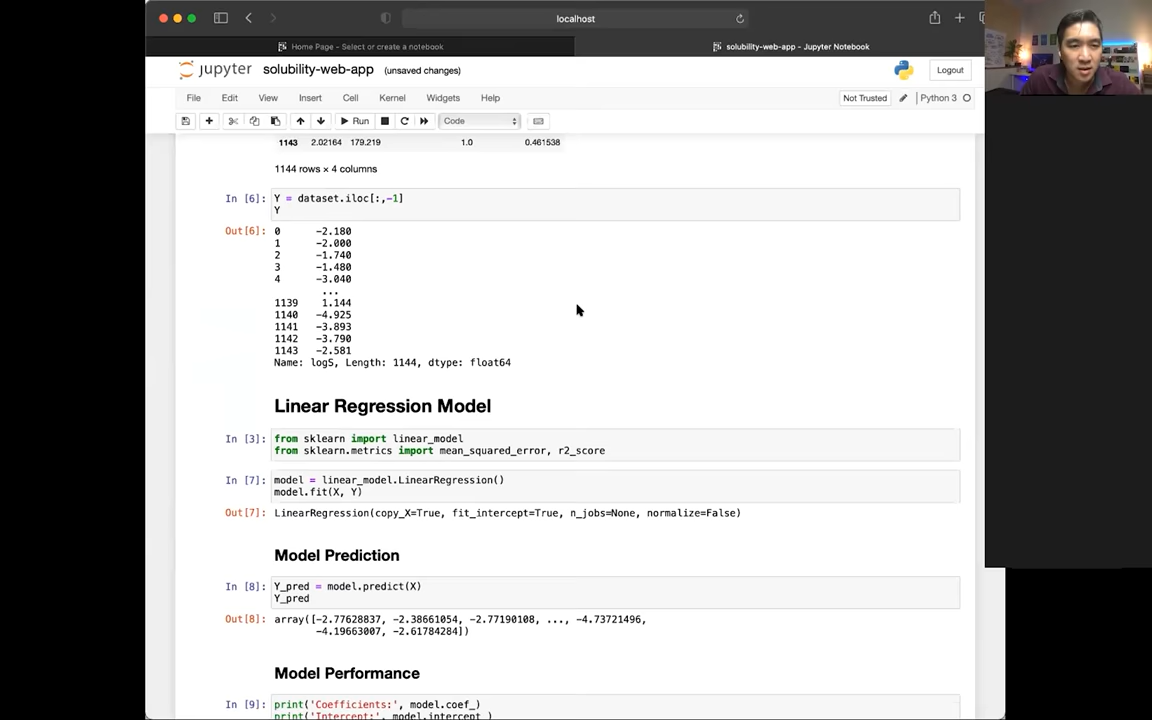 localhost
Home Page - Select or create a notebook
solubility-web-app - Jupyter Notebook
jupyter solubility-web-app (unsaved changes)
Logout
File Edit View Insert Cell Kernel Widgets Help
Not Trusted
Python 3
Run
Code
1143 2.02164 179.219 1.0 0.461538
1144 rows × 4 columns
In [6]: Y = dataset.iloc[:,-1]
Y
Out[6]: 0 -2.180
1 -2.000
2 -1.740
3 -1.480
4 -3.040
...
1139 1.144
1140 -4.925
1141 -3.893
1142 -3.790
1143 -2.581
Name: logS, Length: 1144, dtype: float64
Linear Regression Model
In [3]: from sklearn import linear_model
from sklearn.metrics import mean_squared_error, r2_score
In [7]: model = linear_model.LinearRegression()
model.fit(X, Y)
Out[7]: LinearRegression(copy_X=True, fit_intercept=True, n_jobs=None, normalize=False)
Model Prediction
In [8]: Y_pred = model.predict(X)
Y_pred
Out[8]: array([-2.77628837, -2.38661054, -2.77190108, ..., -4.73721496,
-4.19663007, -2.61784284])
Model Performance
In [9]: print('Coefficients:', model.coef_)
print('Intercept:', model.intercept_)